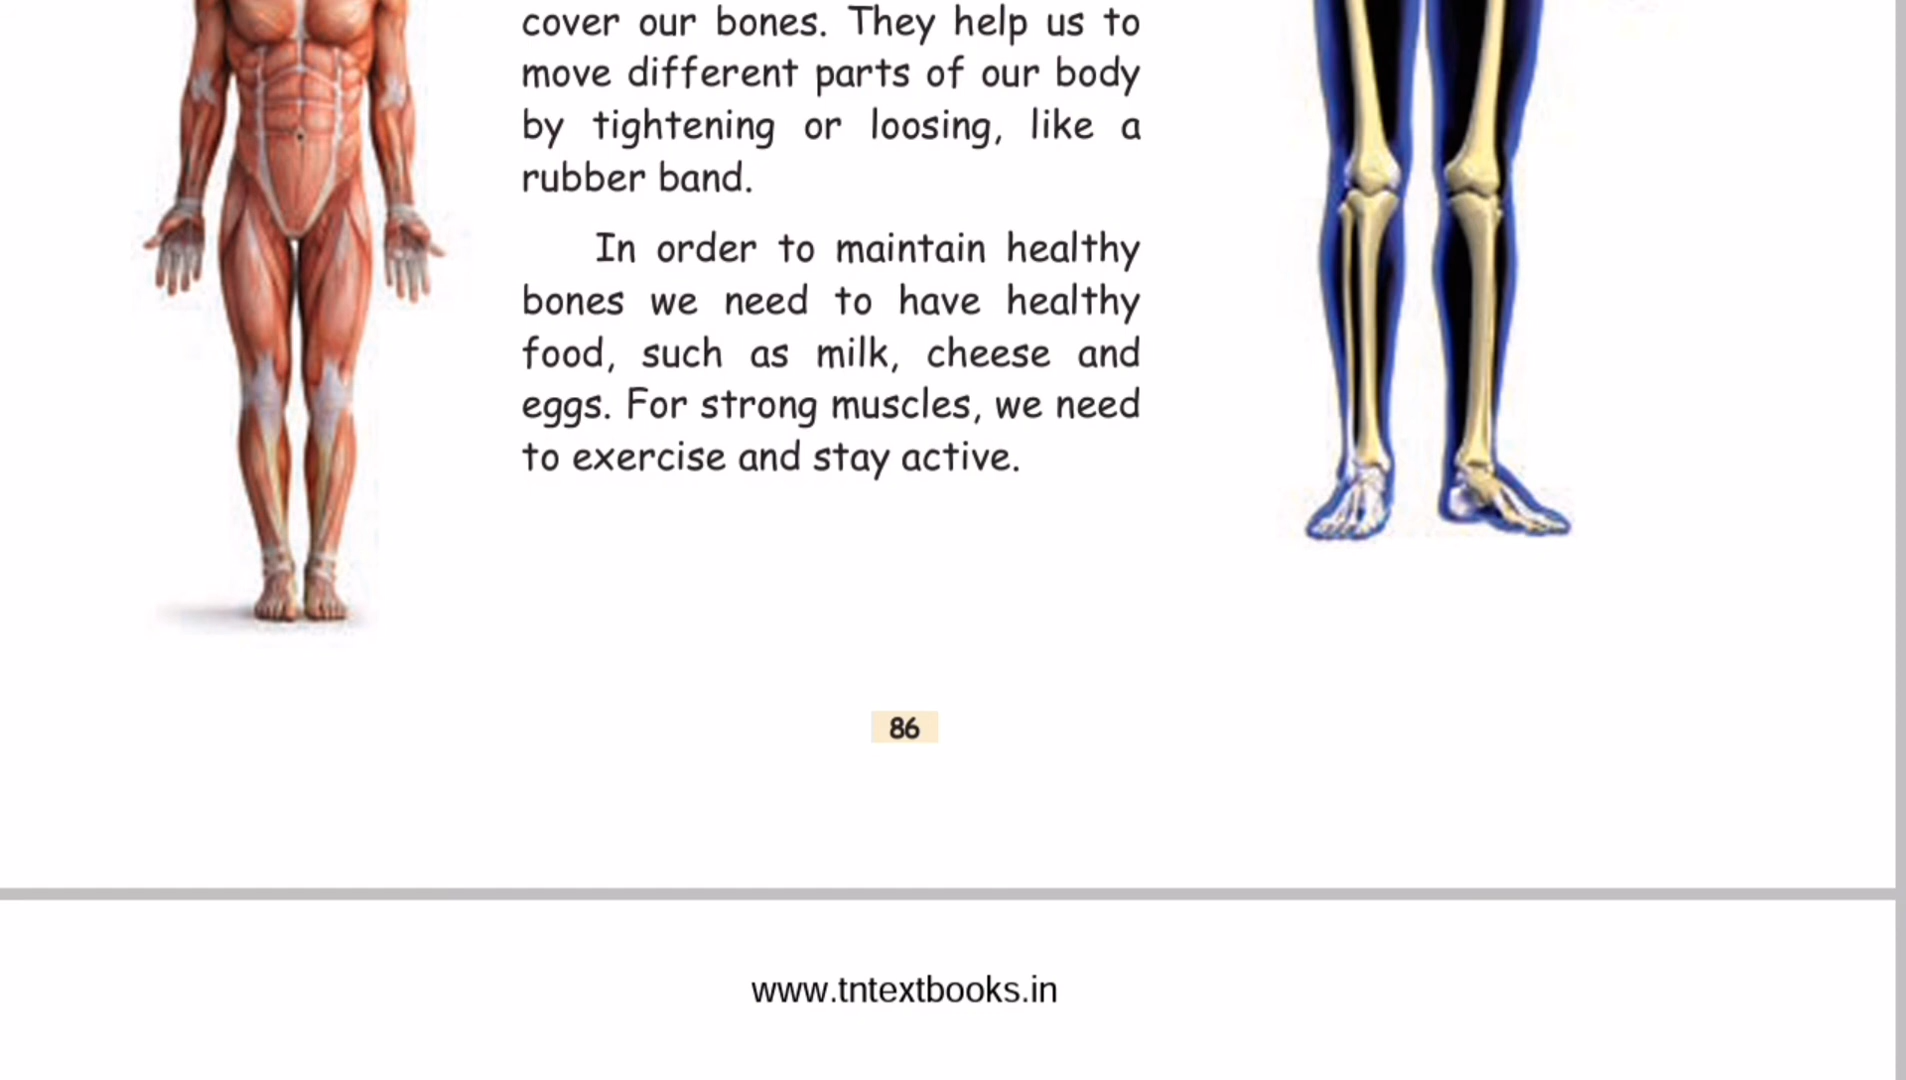 cover our bones. They help us to
move different parts of our body
by tightening or loosing, like a
rubber band.
In order to maintain healthy
bones we need to have healthy
food, such as milk, cheese and
eggs. For strong muscles, we need
to exercise and stay active.
86
www.tntextbooks.in